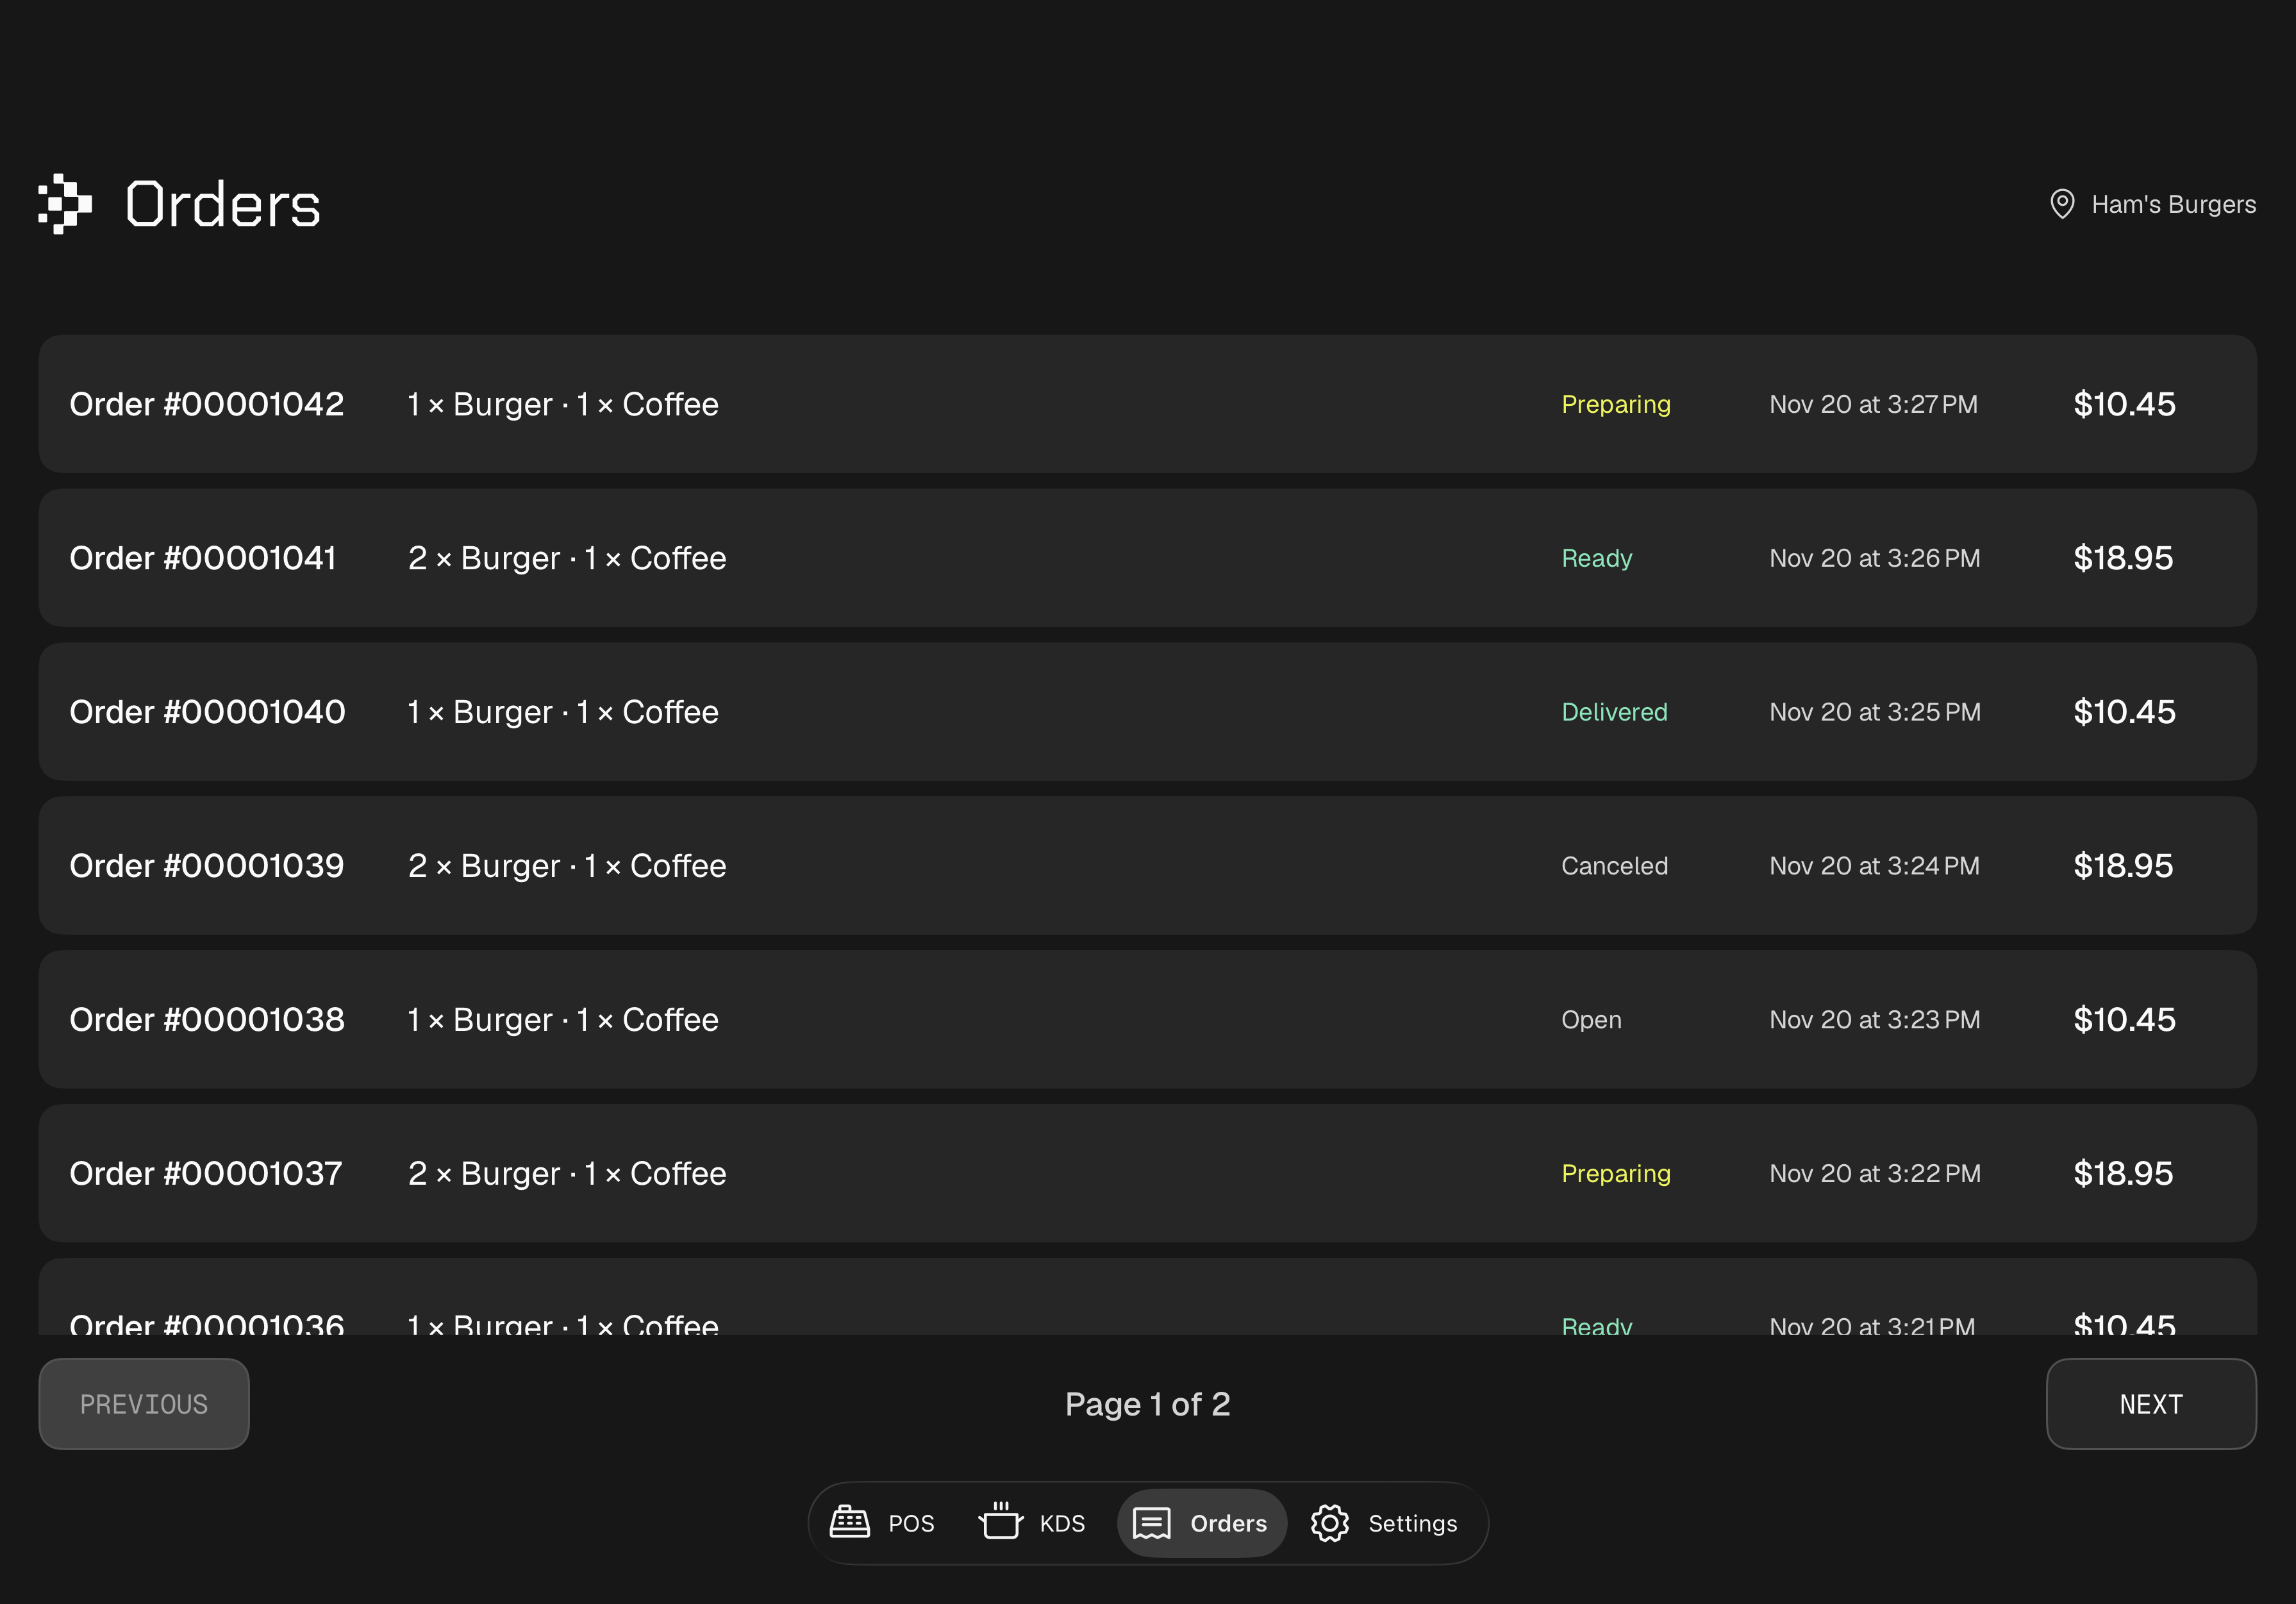 Orders
Ham's Burgers
Order #00001042 1 × Burger · 1 × Coffee Preparing Nov 20 at 3:27 PM $10.45
Order #00001041 2 × Burger · 1 × Coffee Ready Nov 20 at 3:26 PM $18.95
Order #00001040 1 × Burger · 1 × Coffee Delivered Nov 20 at 3:25 PM $10.45
Order #00001039 2 × Burger · 1 × Coffee Canceled Nov 20 at 3:24 PM $18.95
Order #00001038 1 × Burger · 1 × Coffee Open Nov 20 at 3:23 PM $10.45
Order #00001037 2 × Burger · 1 × Coffee Preparing Nov 20 at 3:22 PM $18.95
Order #00001036 1 × Burger · 1 × Coffee Ready Nov 20 at 3:21 PM $10.45
PREVIOUS Page 1 of 2 NEXT
POS KDS Orders Settings